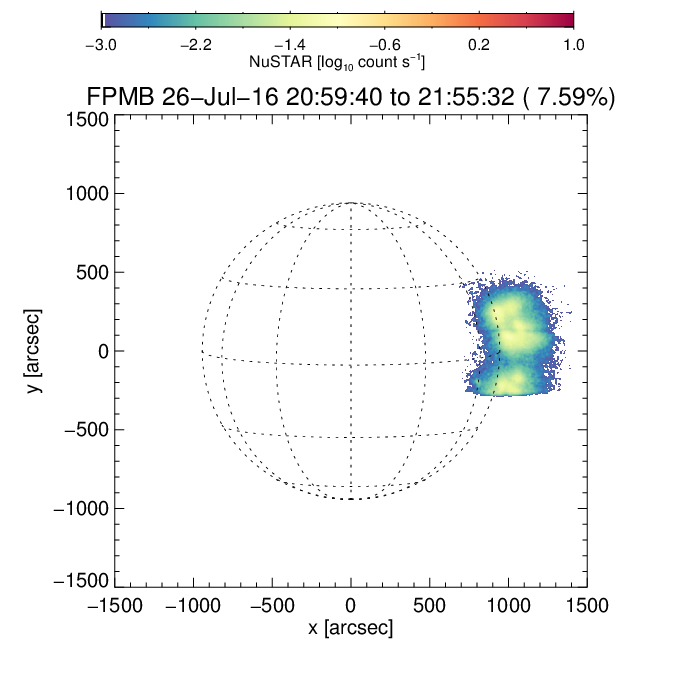 −3.0 −2.2 −1.4 −0.6 0.2 1.0
NuSTAR [log₁₀ count s⁻¹]
FPMB 26−Jul−16 20:59:40 to 21:55:32 ( 7.59%)
1500
1000
500
0
−500
−1000
−1500
y [arcsec]
−1500 −1000 −500 0 500 1000 1500
x [arcsec]